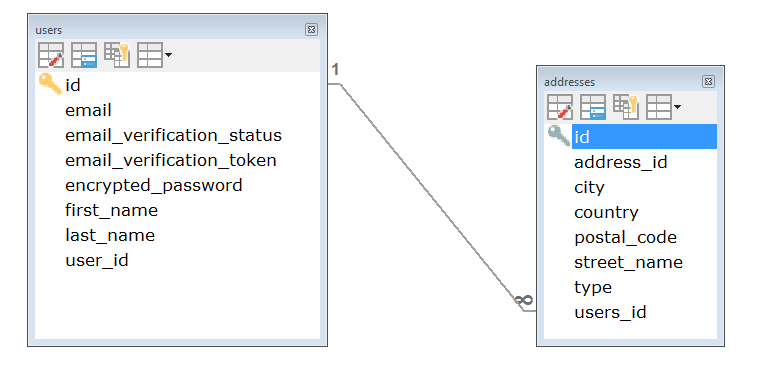 users
id
email
email_verification_status
email_verification_token
encrypted_password
first_name
last_name
user_id
1
∞
addresses
id
address_id
city
country
postal_code
street_name
type
users_id